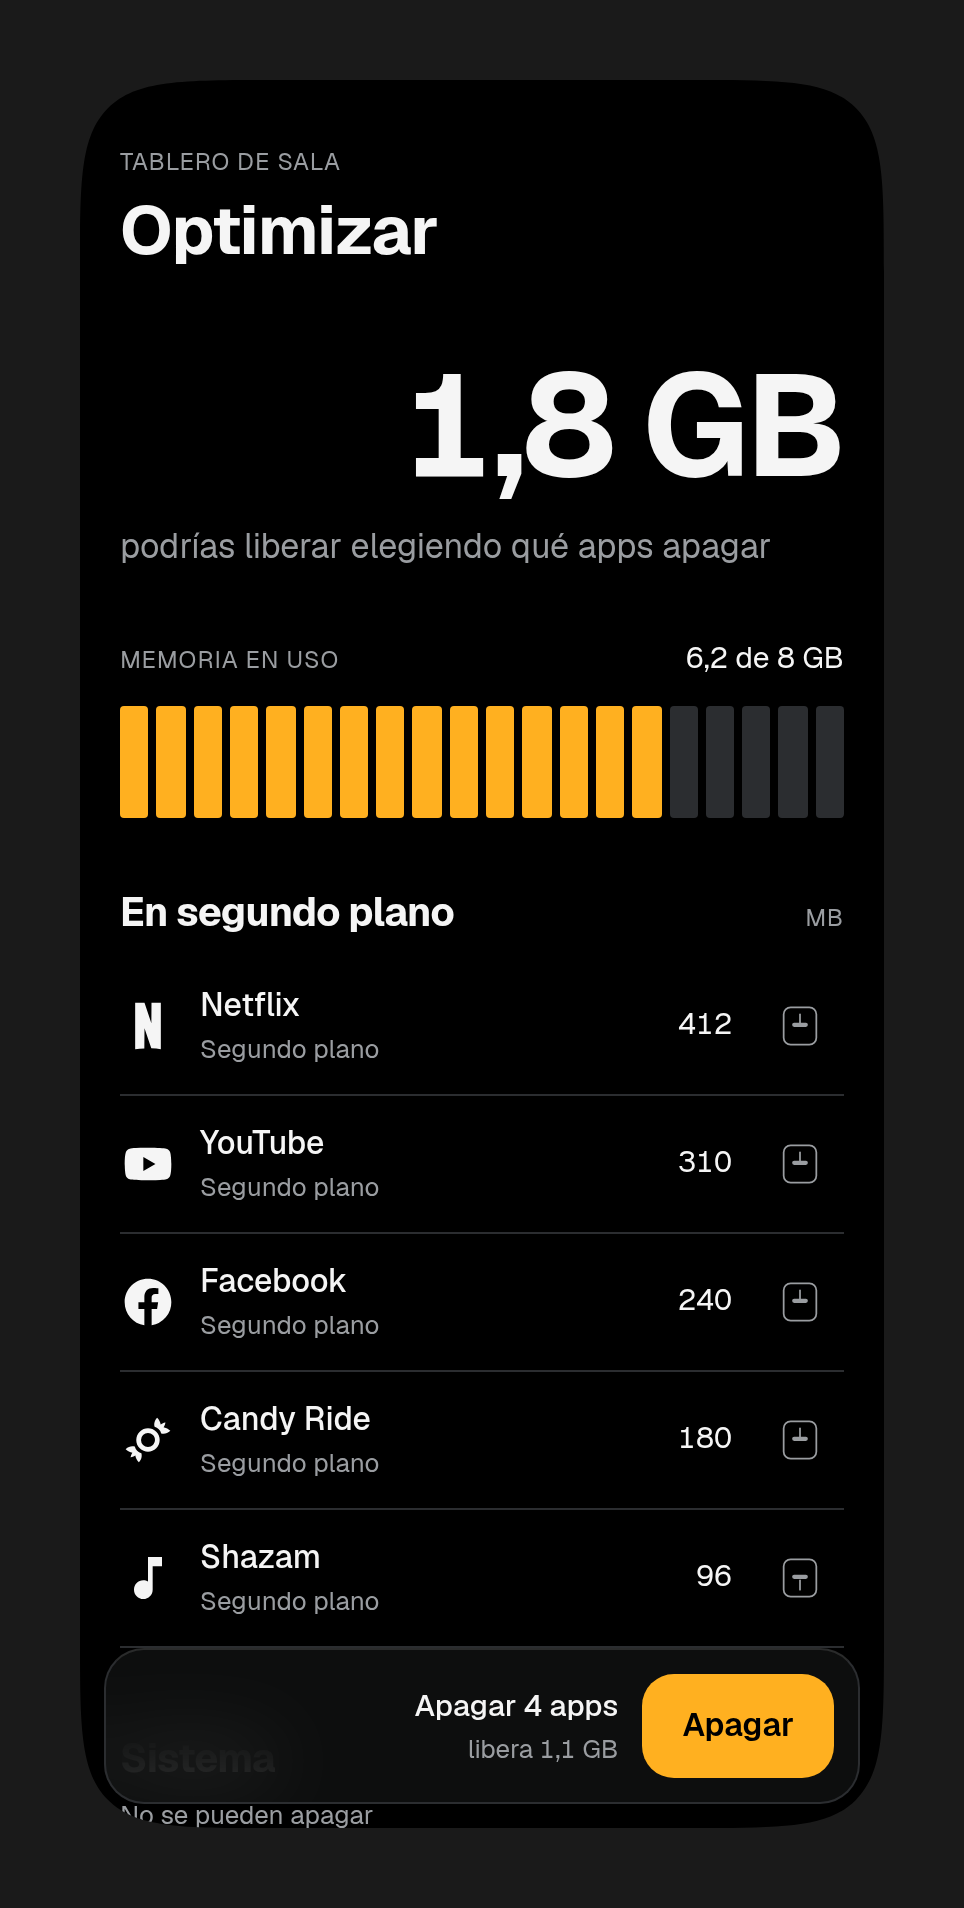 TABLERO DE SALA
Optimizar
1,8 GB
podrías liberar elegiendo qué apps apagar
MEMORIA EN USO
6,2 de 8 GB
En segundo plano
MB
Netflix
Segundo plano
412
YouTube
Segundo plano
310
Facebook
Segundo plano
240
Candy Ride
Segundo plano
180
Shazam
Segundo plano
96
Apagar 4 apps
libera 1,1 GB
Apagar
Sistema
No se pueden apagar